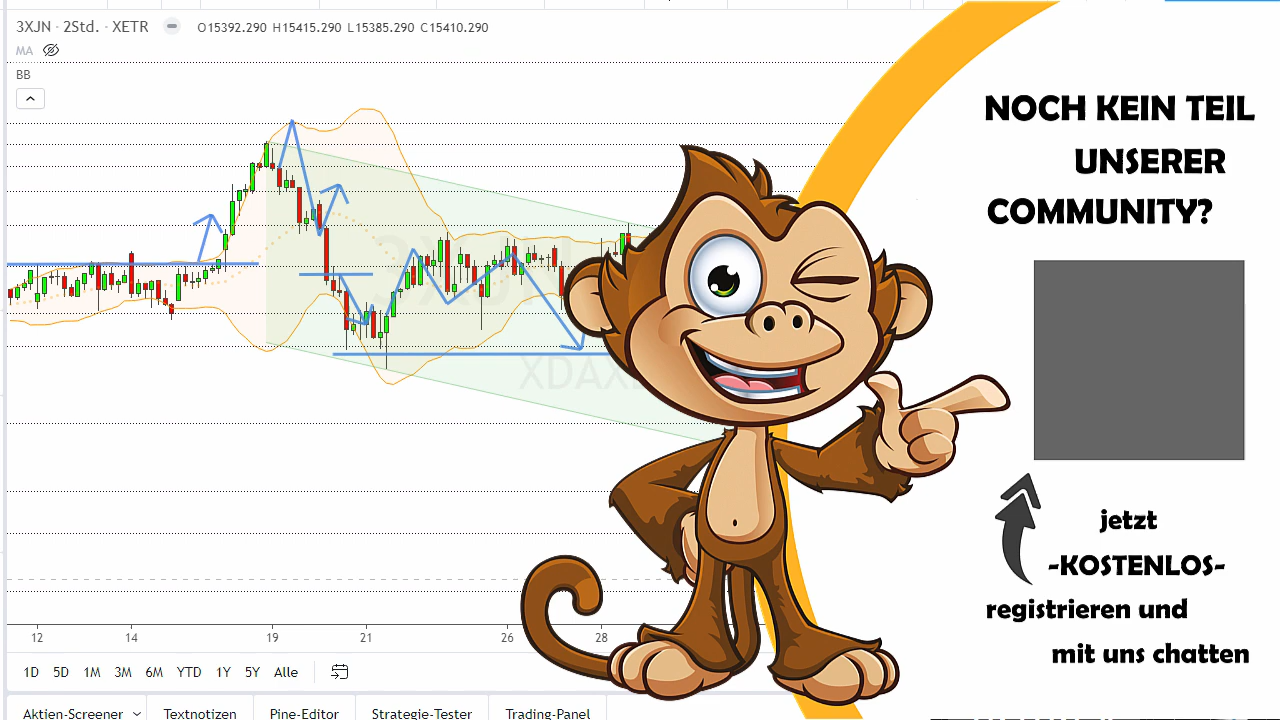 3XJN · 2Std. · XETR O15392.290 H15415.290 L15385.290 C15410.290
MA
BB
NOCH KEIN TEIL
UNSERER
COMMUNITY?
3XJN
jetzt
-KOSTENLOS-
registrieren und
mit uns chatten
12 14 19 21 26 28
1D 5D 1M 3M 6M YTD 1Y 5Y Alle
Textnotizen Pine-Editor Strategie-Tester Trading-Panel